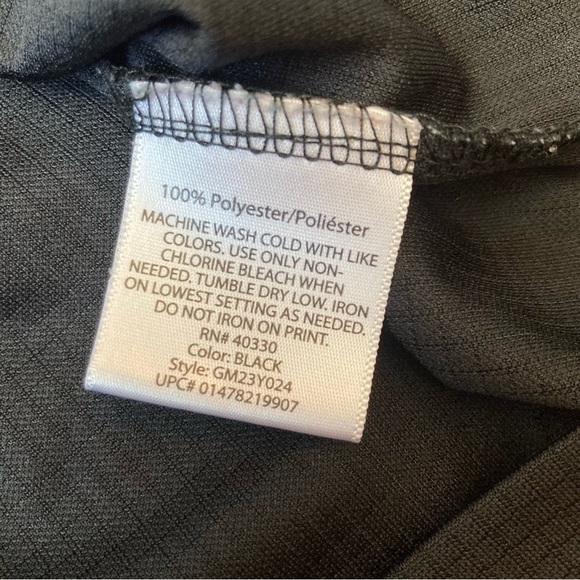 100% Polyester/Poliéster
MACHINE WASH COLD WITH LIKE
COLORS. USE ONLY NON-
CHLORINE BLEACH WHEN
NEEDED. TUMBLE DRY LOW. IRON
ON LOWEST SETTING AS NEEDED.
DO NOT IRON ON PRINT.
RN# 40330
Color: BLACK
Style: GM23Y024
UPC# 01478219907